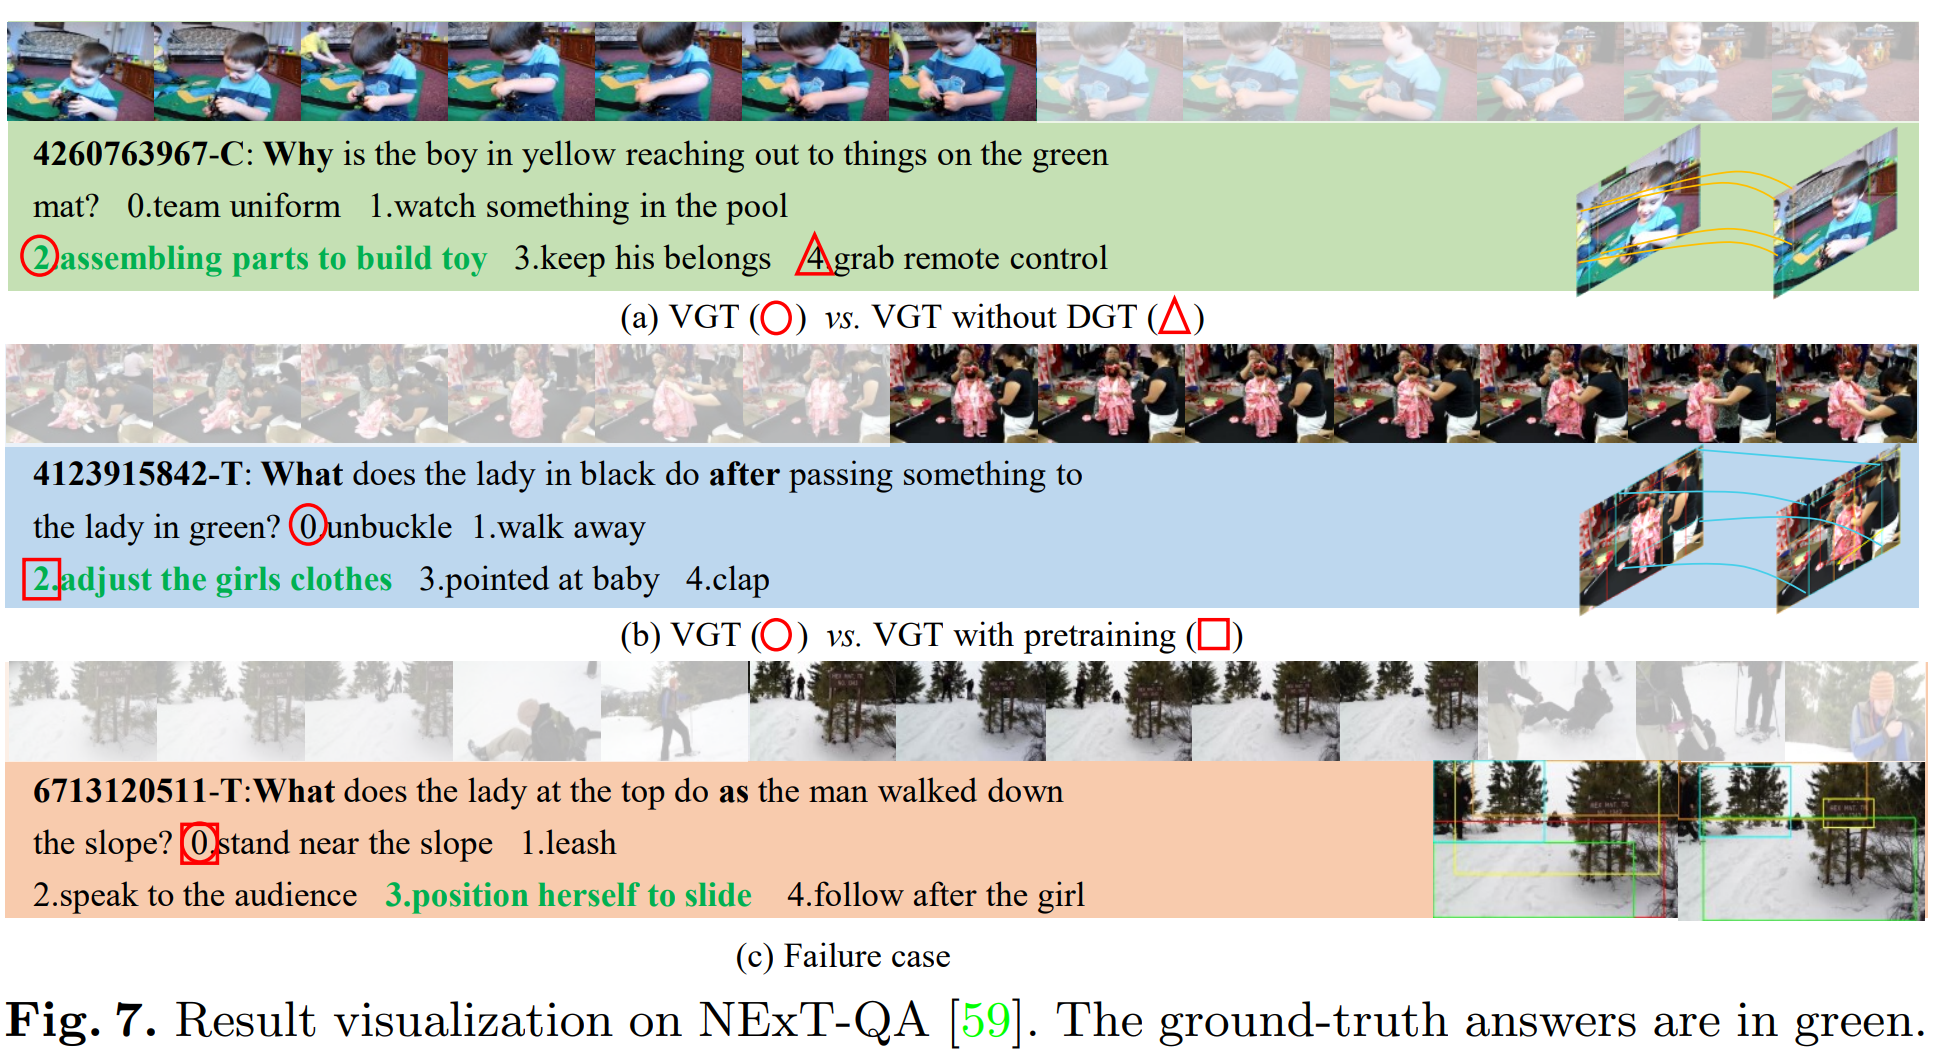 4260763967-C: Why is the boy in yellow reaching out to things on the green
mat? 0.team uniform 1.watch something in the pool
2.assembling parts to build toy 3.keep his belongs 4.grab remote control
(a) VGT (○) vs. VGT without DGT (△)
4123915842-T: What does the lady in black do after passing something to
the lady in green? 0.unbuckle 1.walk away
2.adjust the girls clothes 3.pointed at baby 4.clap
(b) VGT (○) vs. VGT with pretraining (□)
6713120511-T:What does the lady at the top do as the man walked down
the slope? 0.stand near the slope 1.leash
2.speak to the audience 3.position herself to slide 4.follow after the girl
(c) Failure case
Fig. 7. Result visualization on NExT-QA [59]. The ground-truth answers are in green.